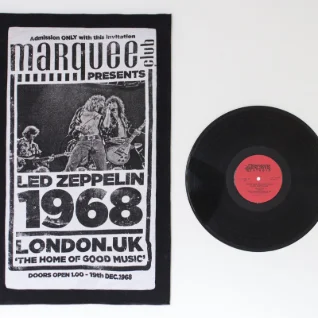 Admission ONLY with this invitation
marquee
club
PRESENTS
LED ZEPPELIN
1968
LONDON.UK
'THE HOME OF GOOD MUSIC'
DOORS OPEN 1.00 - 19th DEC.1968